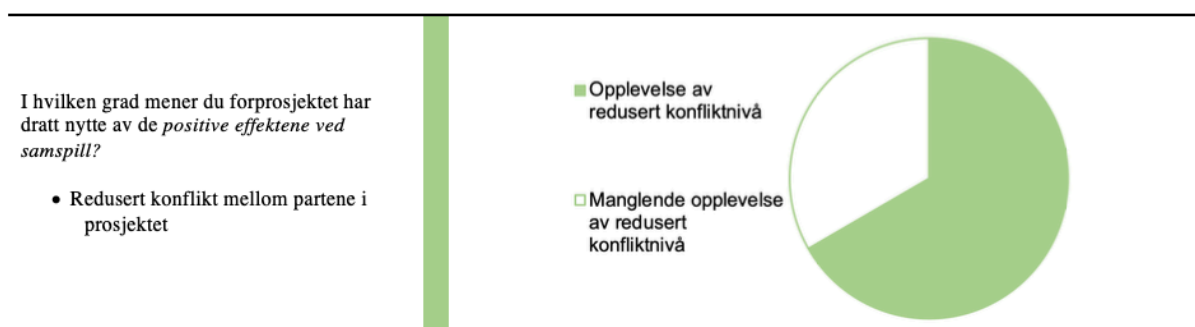 I hvilken grad mener du forprosjektet har
dratt nytte av de positive effektene ved
samspill?
• Redusert konflikt mellom partene i
prosjektet
Opplevelse av
redusert konfliktnivå
Manglende opplevelse
av redusert
konfliktnivå